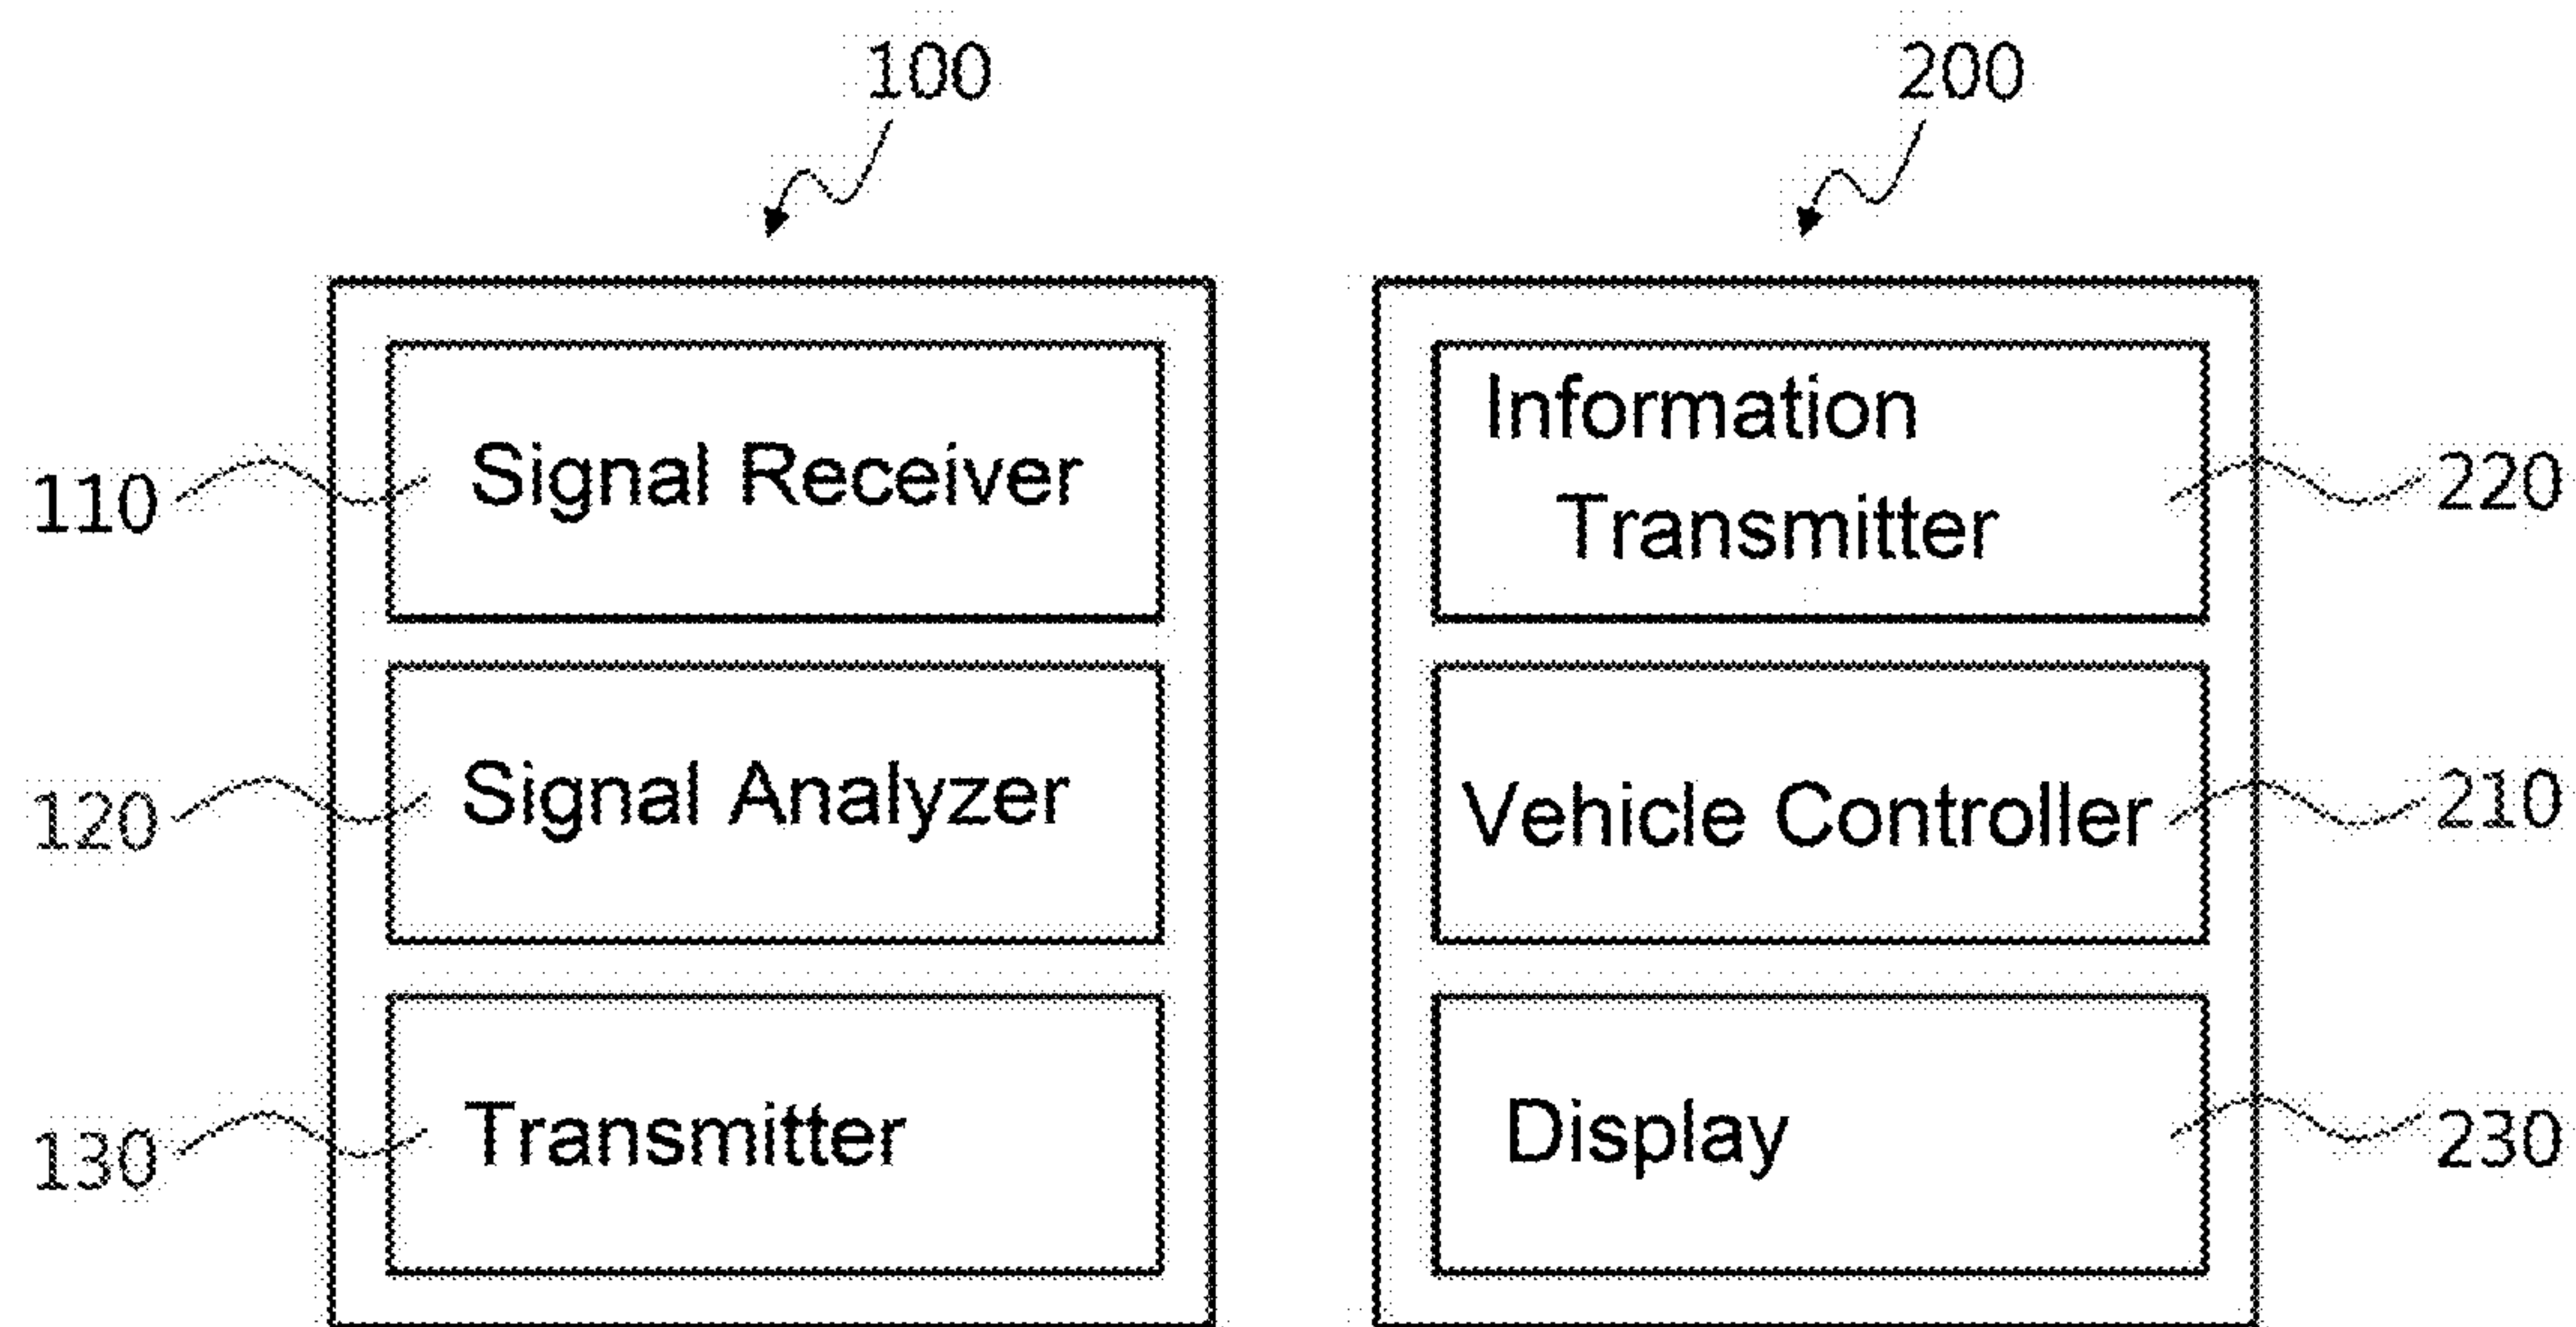 100
200
110
Signal Receiver
Information
Transmitter
220
120
Signal Analyzer
Vehicle Controller
210
130
Transmitter
Display
230